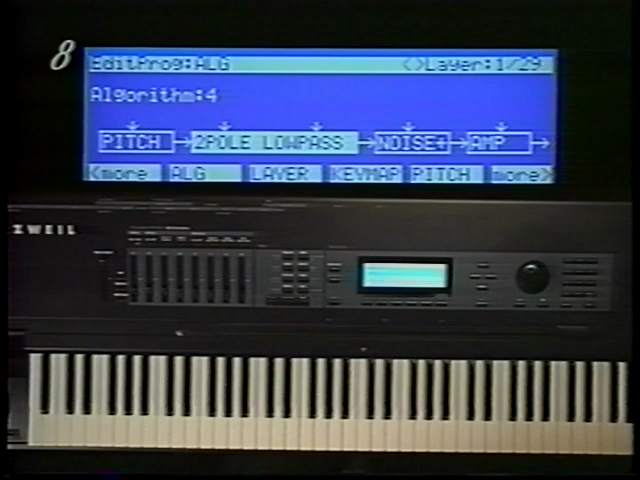 8
EditProg:ALG <>Layer:1/29
Algorithm:4
PITCH 2POLE LOWPASS NOISE+ AMP
<more ALG LAYER KEYMAP PITCH more>
ZWEIL